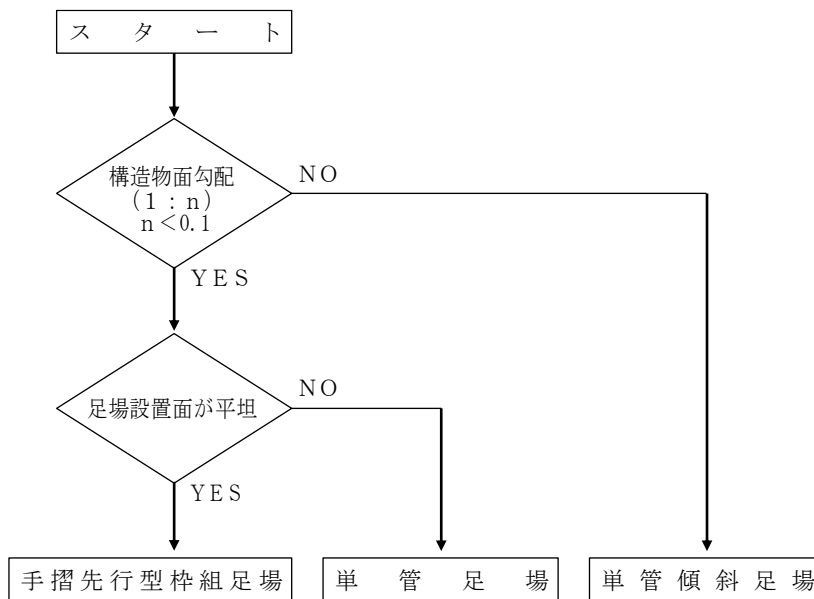 スタート
構造物面勾配
(1:n)
n<0.1
NO
YES
足場設置面が平坦
NO
YES
手摺先行型枠組足場
単管足場
単管傾斜足場